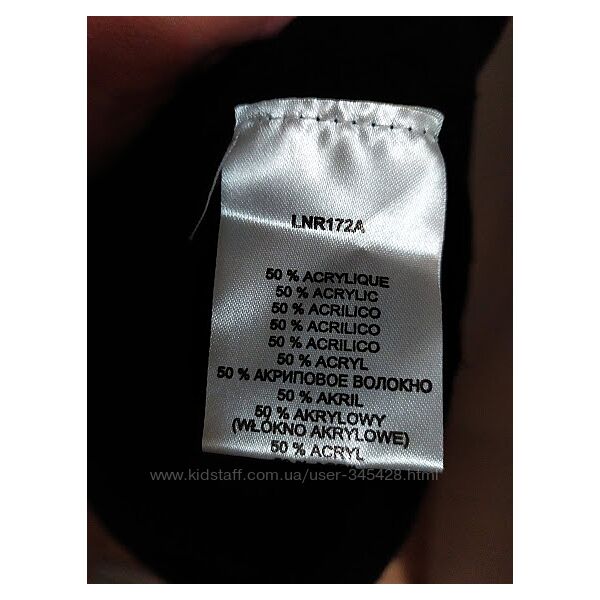 LNR172A
50 % ACRYLIQUE
50 % ACRYLIC
50 % ACRILICO
50 % ACRILICO
50 % ACRILICO
50 % ACRYL
50 % АКРИПОВОЕ ВОЛОКНО
50 % AKRIL
50 % AKRYLOWY
(WŁÓKNO AKRYLOWE)
50 % ACRYL
www.kidstaff.com.ua/user-345428.html